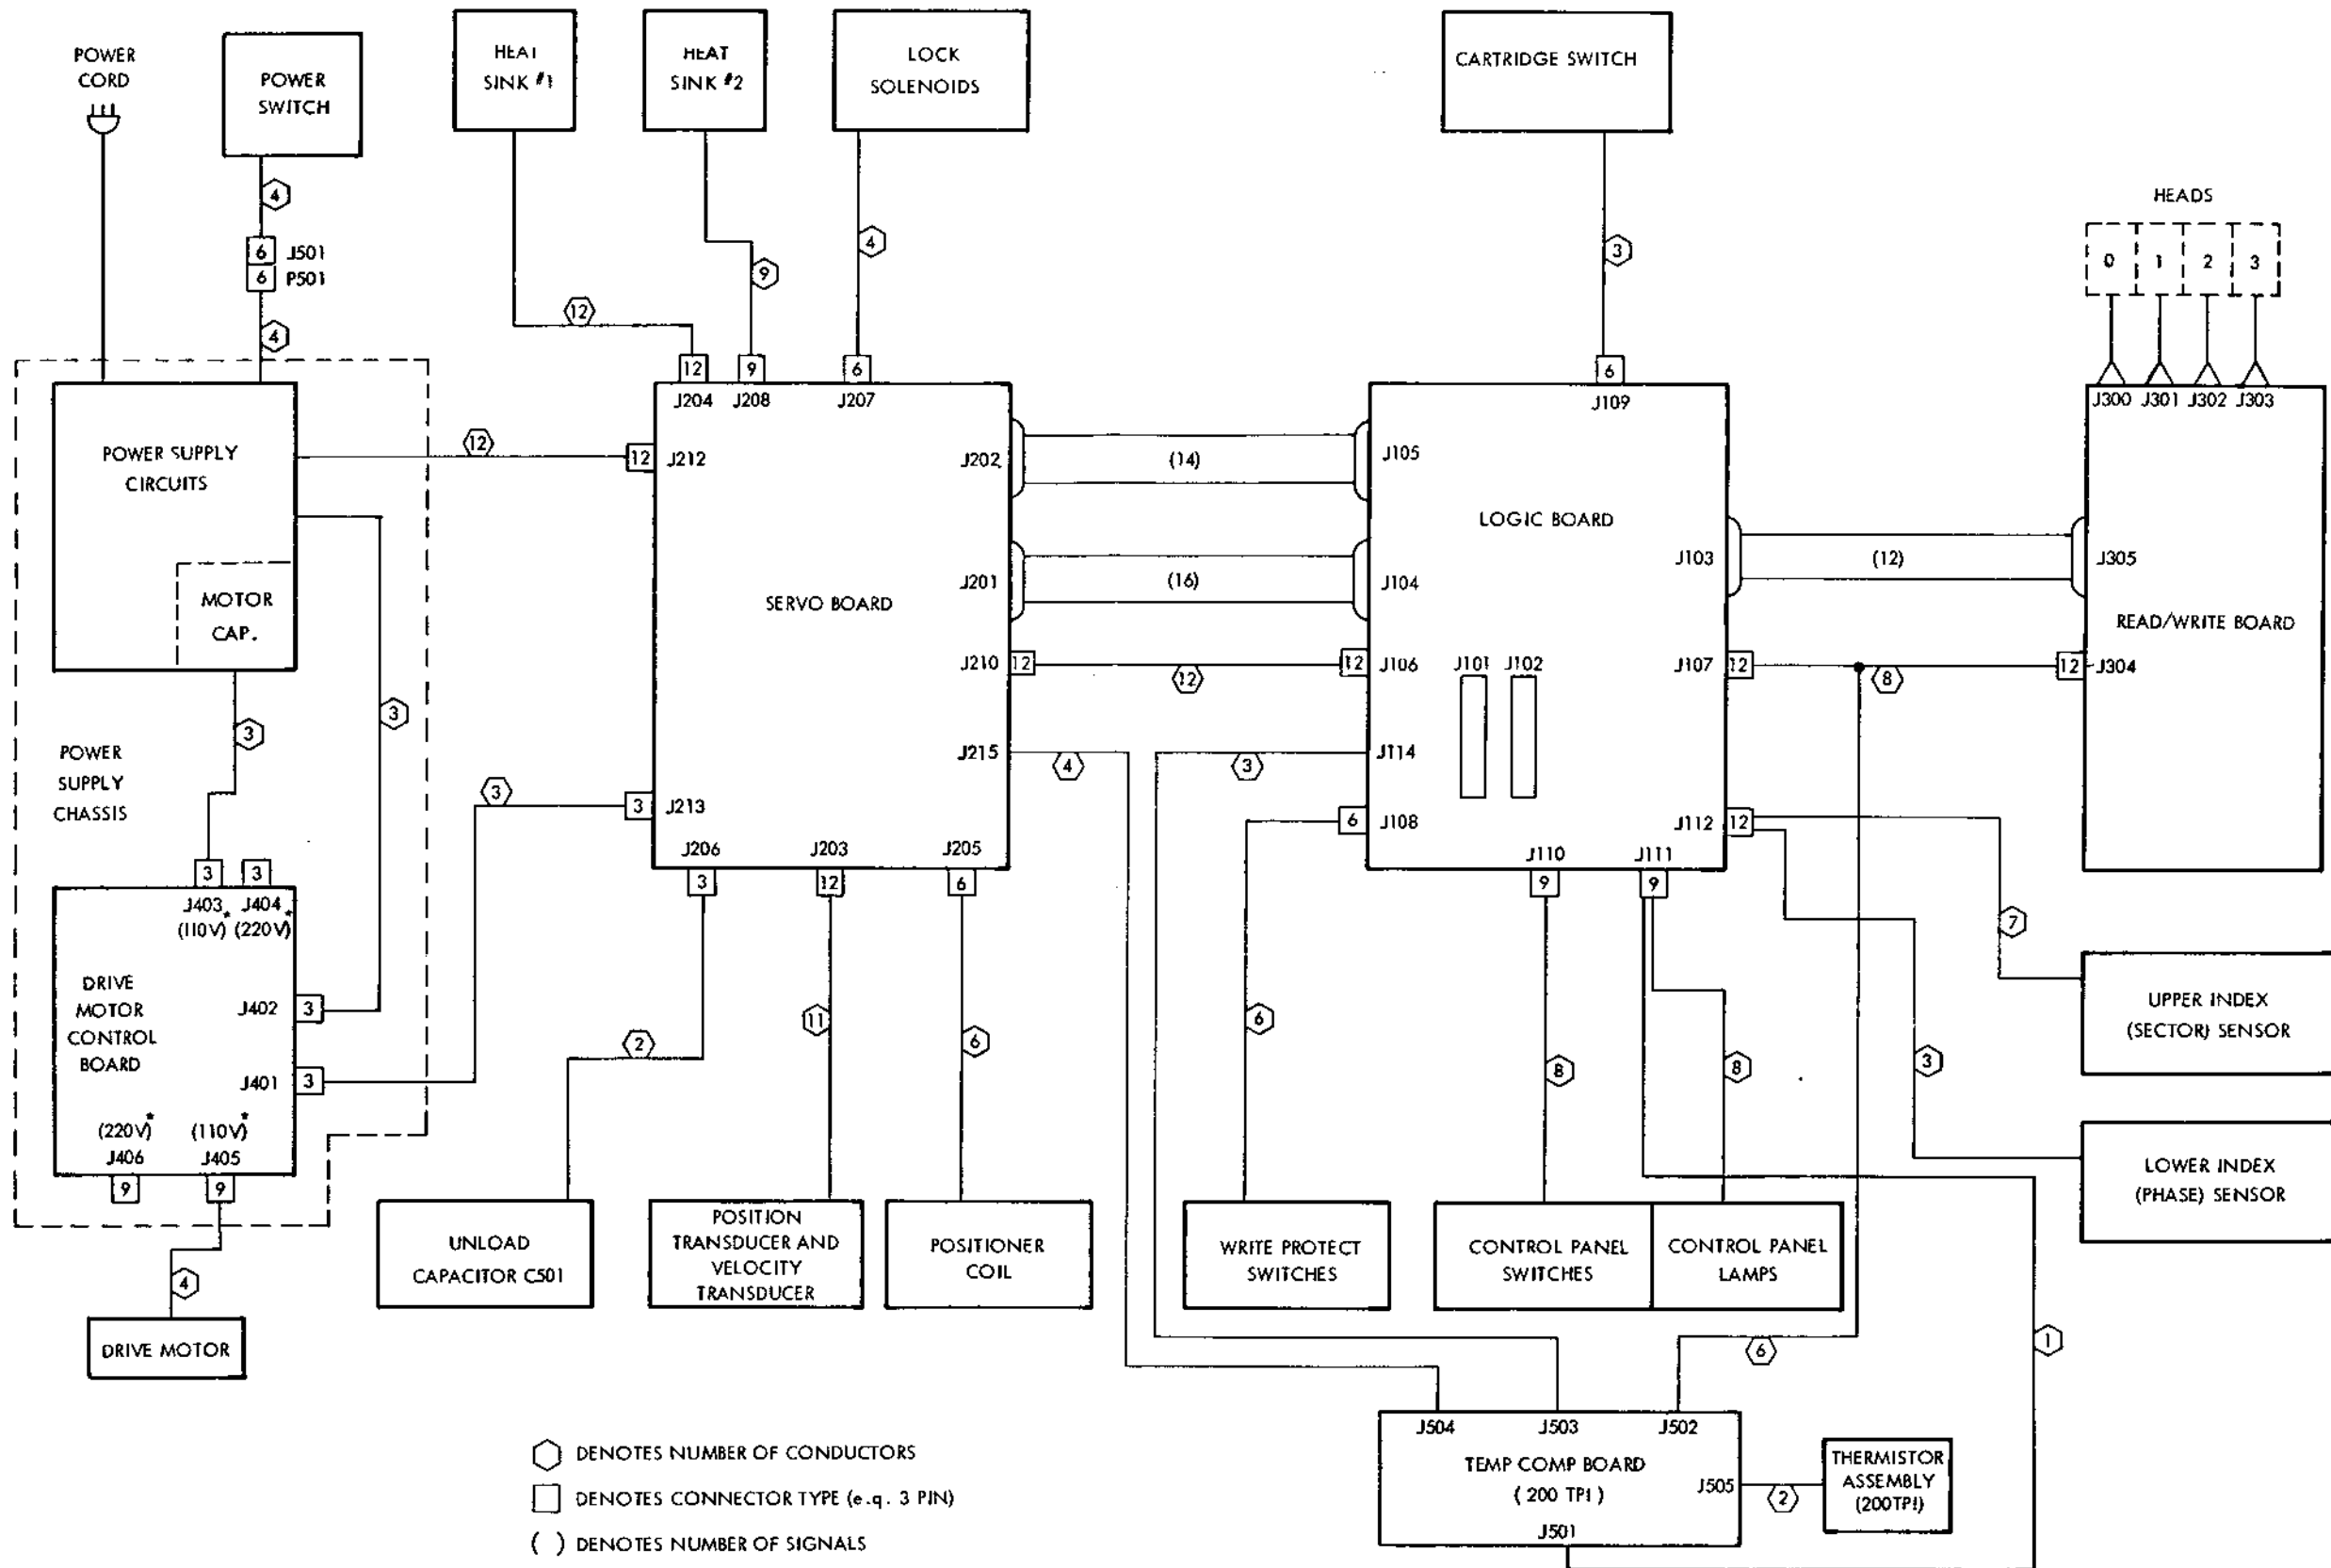 POWER
CORD
POWER
SWITCH
HEAT
SINK #1
HEAT
SINK #2
LOCK
SOLENOIDS
CARTRIDGE SWITCH
HEADS
0
1
2
3
4
6
J501
6
P501
4
4
9
12
3
12
9
6
6
J204
J208
J207
J109
J300
J301
J302
J303
POWER SUPPLY
CIRCUITS
MOTOR
CAP.
12
12
J212
J202
(14)
J105
SERVO BOARD
J201
(16)
J104
LOGIC BOARD
J103
(12)
J305
READ/WRITE BOARD
J210
12
12
12
J106
J101
J102
J107
12
8
12
J304
3
3
POWER
SUPPLY
CHASSIS
J215
4
3
J114
3
3
J213
6
J108
J112
12
J206
J203
J205
J110
J111
3
12
6
9
9
3
3
J403
J404
(110V)*
(220V)*
DRIVE
MOTOR
CONTROL
BOARD
J402
3
J401
3
(220V)*
(110V)*
J406
J405
9
9
4
DRIVE MOTOR
2
11
6
6
8
8
7
3
UPPER INDEX
(SECTOR) SENSOR
LOWER INDEX
(PHASE) SENSOR
UNLOAD
CAPACITOR C501
POSITION
TRANSDUCER AND
VELOCITY
TRANSDUCER
POSITIONER
COIL
WRITE PROTECT
SWITCHES
CONTROL PANEL
SWITCHES
CONTROL PANEL
LAMPS
6
1
J504
J503
J502
TEMP COMP BOARD
(200 TPI)
J505
J501
2
THERMISTOR
ASSEMBLY
(200TPI)
DENOTES NUMBER OF CONDUCTORS
DENOTES CONNECTOR TYPE (e.q. 3 PIN)
( ) DENOTES NUMBER OF SIGNALS